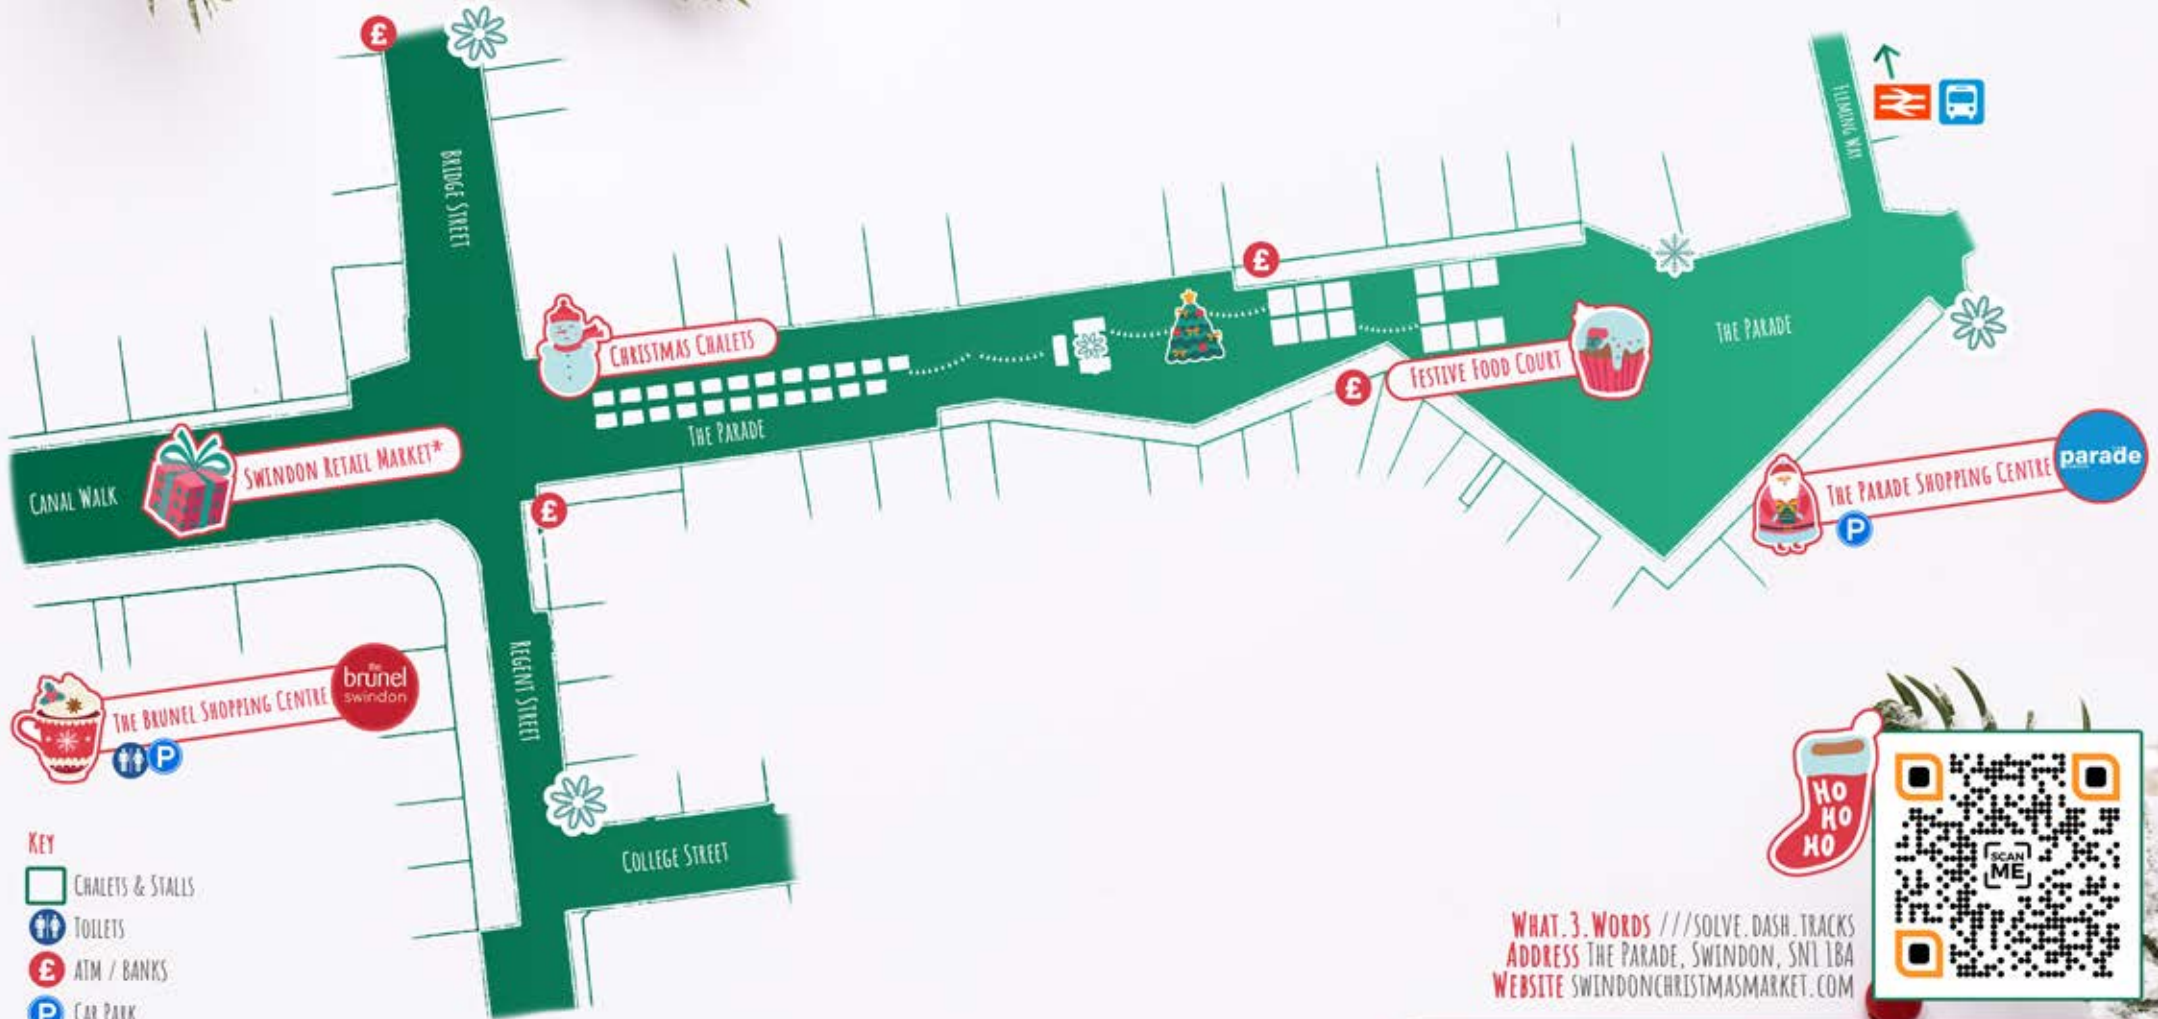 £
BRIDGE STREET
FLEMING WAY
£
CHRISTMAS CHALETS
THE PARADE
FESTIVE FOOD COURT
£
THE PARADE
CANAL WALK
SWINDON RETAIL MARKET*
£
THE PARADE SHOPPING CENTRE
parade
P
REGENT STREET
THE BRUNEL SHOPPING CENTRE
the
brunel
swindon
P
COLLEGE STREET
HO
HO
HO
SCAN
ME
KEY
CHALETS & STALLS
TOILETS
£ ATM / BANKS
P CAR PARK
WHAT.3.WORDS ///SOLVE.DASH.TRACKS
ADDRESS THE PARADE, SWINDON, SN1 1BA
WEBSITE SWINDONCHRISTMASMARKET.COM